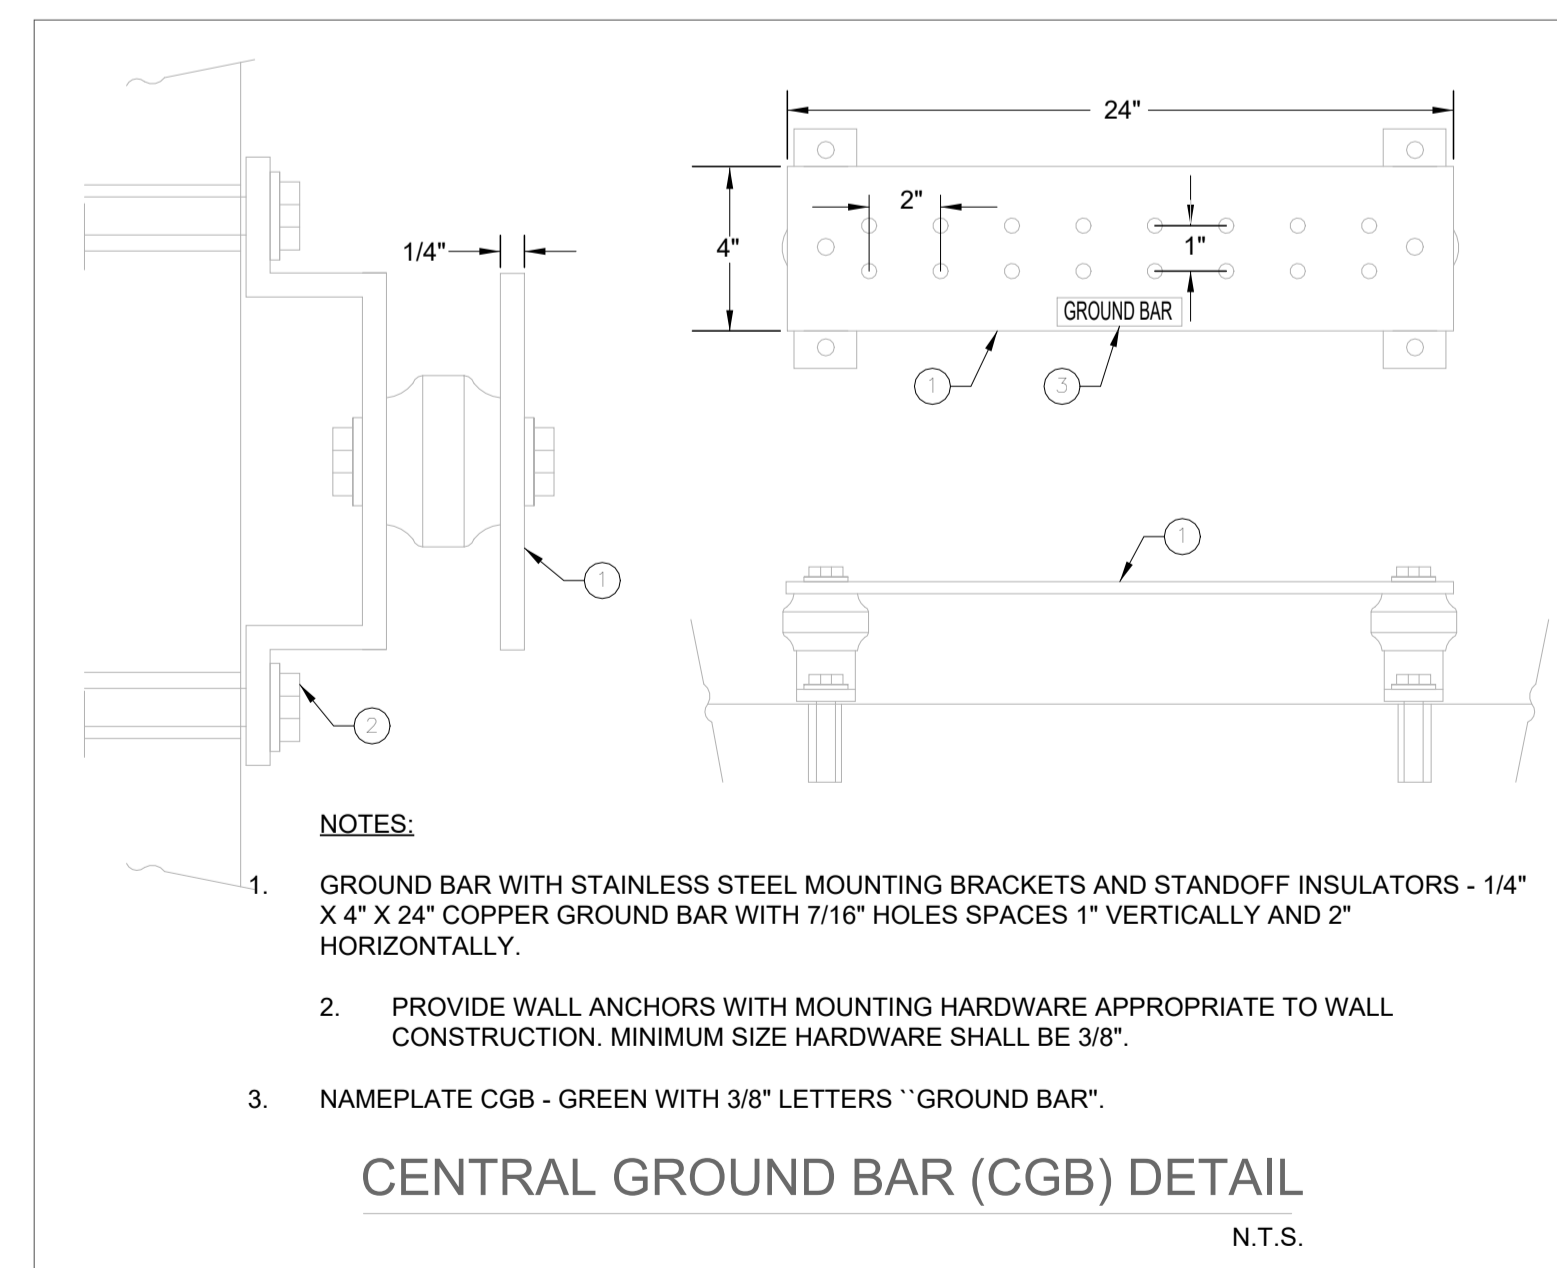 24"
2"
1/4"
4"
1"
GROUND BAR
1
3
1
1
2
NOTES:
1. GROUND BAR WITH STAINLESS STEEL MOUNTING BRACKETS AND STANDOFF INSULATORS - 1/4"
X 4" X 24" COPPER GROUND BAR WITH 7/16" HOLES SPACES 1" VERTICALLY AND 2"
HORIZONTALLY.
2. PROVIDE WALL ANCHORS WITH MOUNTING HARDWARE APPROPRIATE TO WALL
CONSTRUCTION. MINIMUM SIZE HARDWARE SHALL BE 3/8".
3. NAMEPLATE CGB - GREEN WITH 3/8" LETTERS ``GROUND BAR".
CENTRAL GROUND BAR (CGB) DETAIL
N.T.S.